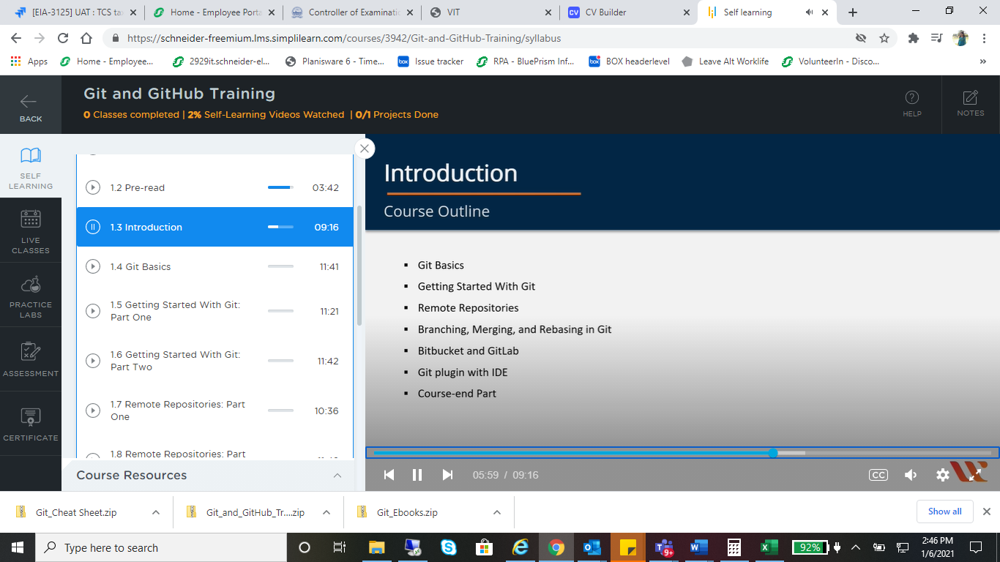 [EIA-3125] UAT : TCS ta
Home - Employee Porta
Controller of Examinatio
VIT
CV Builder
Self learning
https://schneider-freemium.lms.simplilearn.com/courses/3942/Git-and-GitHub-Training/syllabus
Apps
Home - Employee...
2929it.schneider-el...
Planisware 6 - Time...
box
Issue tracker
RPA - BluePrism Inf...
box
BOX headerlevel
Leave Alt Worklife
VolunteerIn - Disco...
»
BACK
Git and GitHub Training
0 Classes completed | 2% Self-Learning Videos Watched | 0/1 Projects Done
HELP
NOTES
SELF
LEARNING
LIVE
CLASSES
PRACTICE
LABS
ASSESSMENT
CERTIFICATE
1.2 Pre-read 03:42
1.3 Introduction 09:16
1.4 Git Basics 11:41
1.5 Getting Started With Git:
Part One
11:21
1.6 Getting Started With Git:
Part Two
11:42
1.7 Remote Repositories: Part
One
10:36
1.8 Remote Repositories: Part
Course Resources
Introduction
Course Outline
▪ Git Basics
▪ Getting Started With Git
▪ Remote Repositories
▪ Branching, Merging, and Rebasing in Git
▪ Bitbucket and GitLab
▪ Git plugin with IDE
▪ Course-end Part
05:59 / 09:16
CC
Git_Cheat Sheet.zip
Git_and_GitHub_Tr....zip
Git_Ebooks.zip
Show all
Type here to search
9+
92%
2:46 PM
1/6/2021